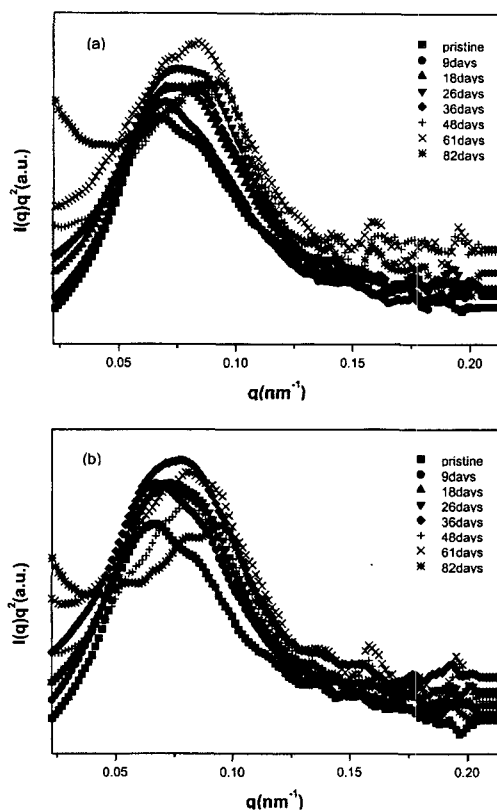 (a)
pristine
9days
18days
26days
36days
48days
61days
82days
I(q)q²(a.u.)
0.05 0.10 0.15 0.20
q(nm⁻¹)
(b)
pristine
9days
18days
26days
36days
48days
61days
82days
I(q)q²(a.u.)
0.05 0.10 0.15 0.20
q(nm⁻¹)